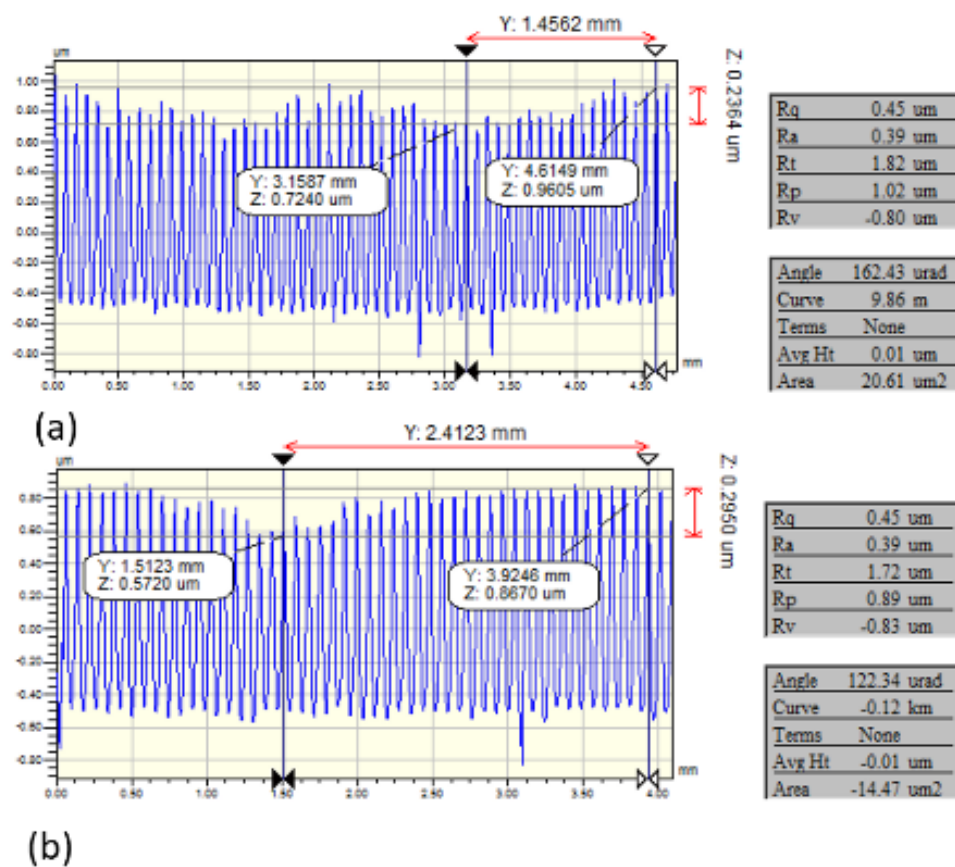 Y: 1.4562 mm
um
Z: 0.2364 um
1.00
0.80
0.60
0.40
0.20
0.00
-0.20
-0.40
-0.60
-0.80
Y: 3.1587 mm
Z: 0.7240 um
Y: 4.6149 mm
Z: 0.9605 um
mm
0.00 0.50 1.00 1.50 2.00 2.50 3.00 3.50 4.00 4.50
Rq 0.45 um
Ra 0.39 um
Rt 1.82 um
Rp 1.02 um
Rv -0.80 um
Angle 162.43 urad
Curve 9.86 m
Terms None
Avg Ht 0.01 um
Area 20.61 um2
(a)
Y: 2.4123 mm
um
Z: 0.2950 um
0.80
0.60
0.40
0.20
0.00
-0.20
-0.40
-0.60
-0.80
Y: 1.5123 mm
Z: 0.5720 um
Y: 3.9246 mm
Z: 0.8670 um
mm
0.00 0.50 1.00 1.50 2.00 2.50 3.00 3.50 4.00
Rq 0.45 um
Ra 0.39 um
Rt 1.72 um
Rp 0.89 um
Rv -0.83 um
Angle 122.34 urad
Curve -0.12 km
Terms None
Avg Ht -0.01 um
Area -14.47 um2
(b)